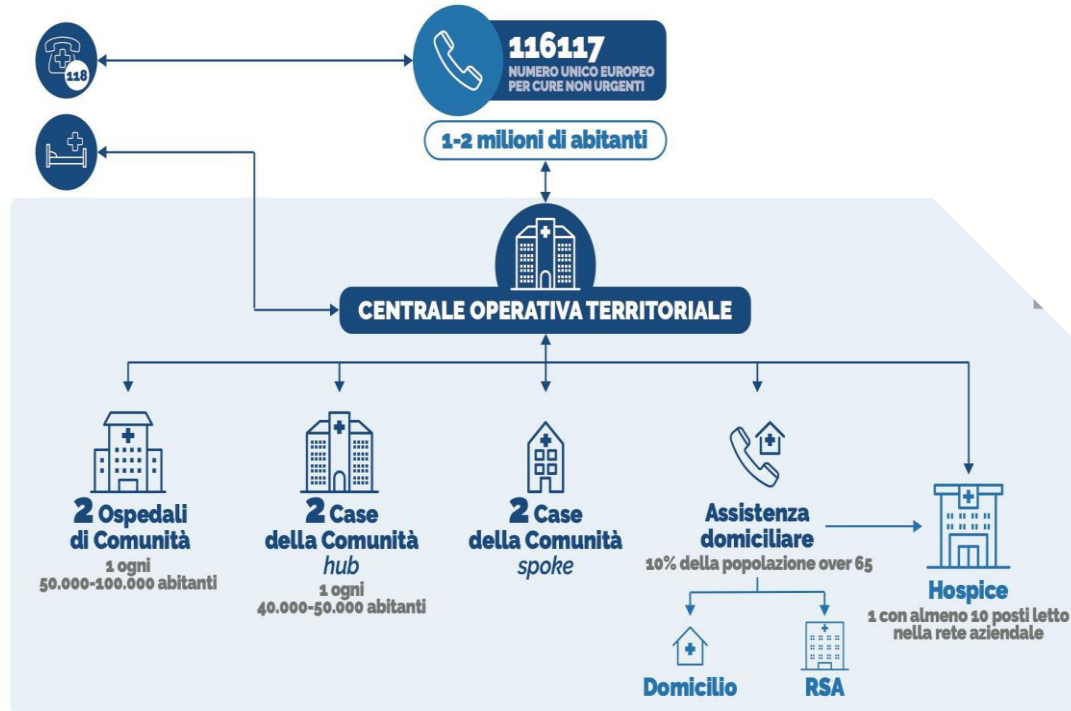 118
116117
NUMERO UNICO EUROPEO
PER CURE NON URGENTI
1-2 milioni di abitanti
CENTRALE OPERATIVA TERRITORIALE
2 Ospedali
di Comunità
1 ogni
50.000-100.000 abitanti
2 Case
della Comunità
hub
1 ogni
40.000-50.000 abitanti
2 Case
della Comunità
spoke
Assistenza
domiciliare
10% della popolazione over 65
Domicilio
RSA
Hospice
1 con almeno 10 posti letto
nella rete aziendale